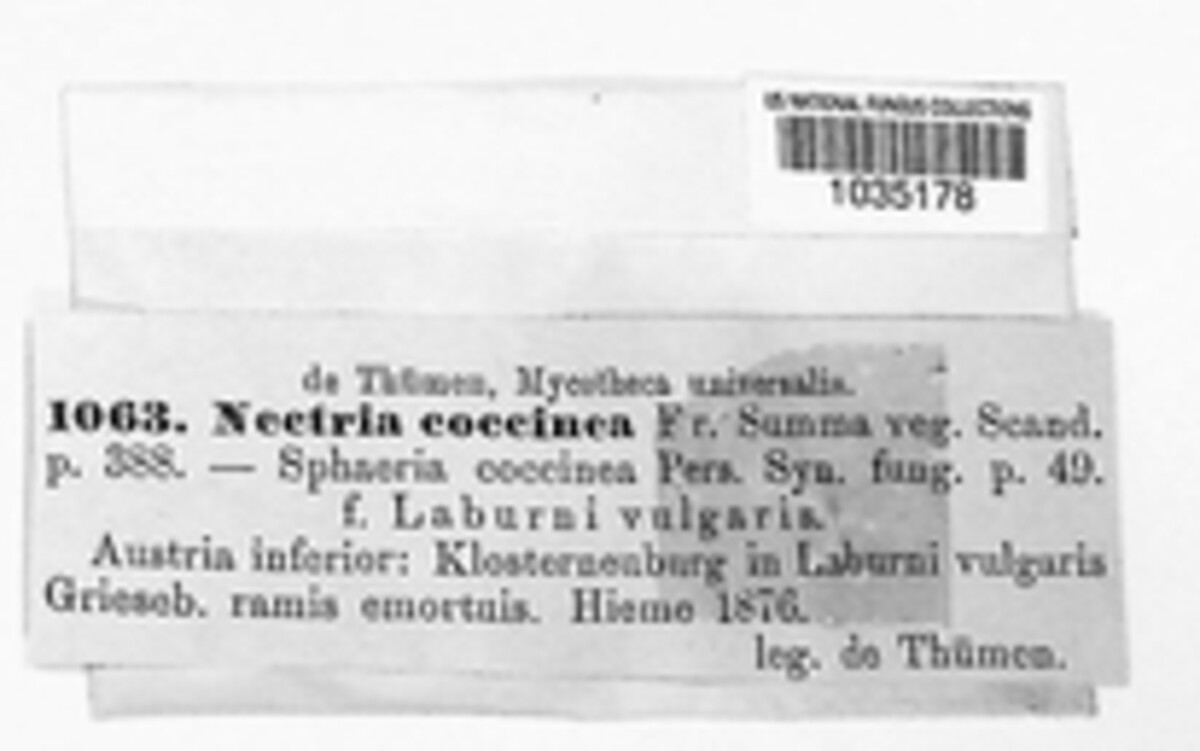 US NATIONAL FUNGUS COLLECTIONS
1035178
de Thümen, Mycotheca universalis.
1063. Nectria coccinea Fr. Summa veg. Scand.
p. 388. — Sphaeria coccinea Pers. Syn. fung. p. 49.
f. Laburni vulgaris.
Austria inferior: Klosterneuburg in Laburni vulgaris
Grieseb. ramis emortuis. Hieme 1876.
leg. de Thümen.